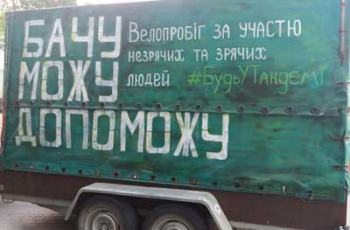 БАЧУ
МОЖУ
ДОПОМОЖУ
Велопробіг за участю
незрячих та зрячих
людей #БудьУТандемі